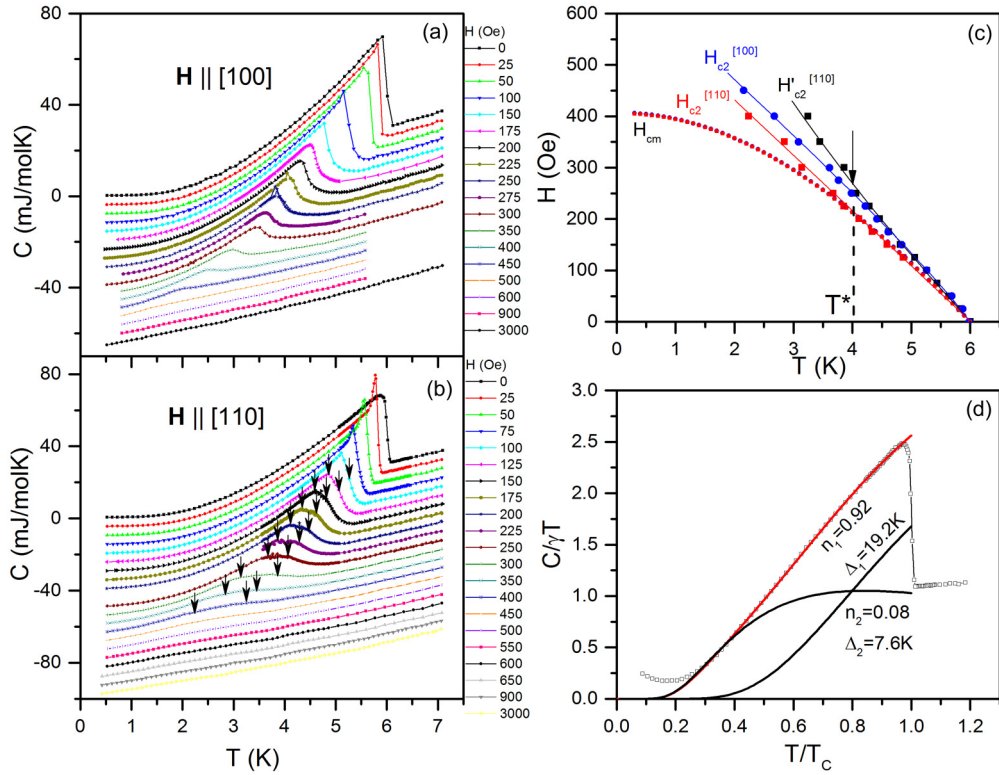 (a)
H || [100]
C (mJ/molK)
80
40
0
-40
H (Oe)
0
25
50
100
150
175
200
225
250
275
300
350
400
450
500
600
900
3000
(b)
H || [110]
C (mJ/molK)
80
40
0
-40
-80
0 1 2 3 4 5 6 7
T (K)
H (Oe)
0
25
50
75
100
125
150
175
200
225
250
300
350
400
450
500
550
600
650
900
3000
(c)
H (Oe)
600
500
400
300
200
100
0
Hc2[100]
H'c2[110]
Hc2[110]
Hcm
T*
0 1 2 3 4 5 6
T (K)
(d)
C/γT
3.0
2.5
2.0
1.5
1.0
0.5
0.0
n1=0.92
Δ1=19.2K
n2=0.08
Δ2=7.6K
0.0 0.2 0.4 0.6 0.8 1.0 1.2
T/TC